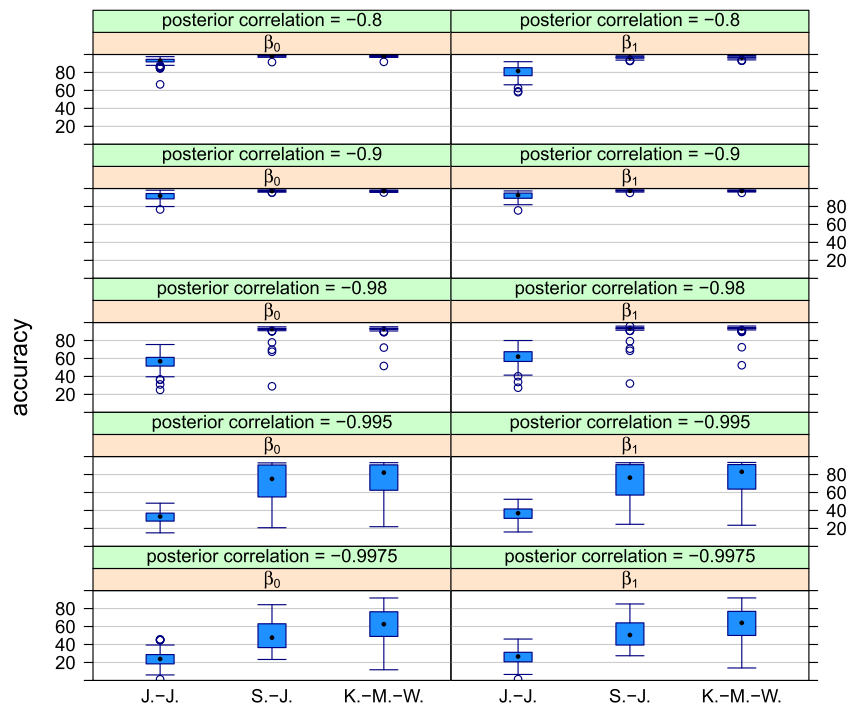 posterior correlation = −0.8 posterior correlation = −0.8
β0 β1
80
60
40
20
posterior correlation = −0.9 posterior correlation = −0.9
β0 β1
80
60
40
20
posterior correlation = −0.98 posterior correlation = −0.98
β0 β1
80
60
40
20
accuracy
posterior correlation = −0.995 posterior correlation = −0.995
β0 β1
80
60
40
20
posterior correlation = −0.9975 posterior correlation = −0.9975
β0 β1
80
60
40
20
J.−J. S.−J. K.−M.−W. J.−J. S.−J. K.−M.−W.